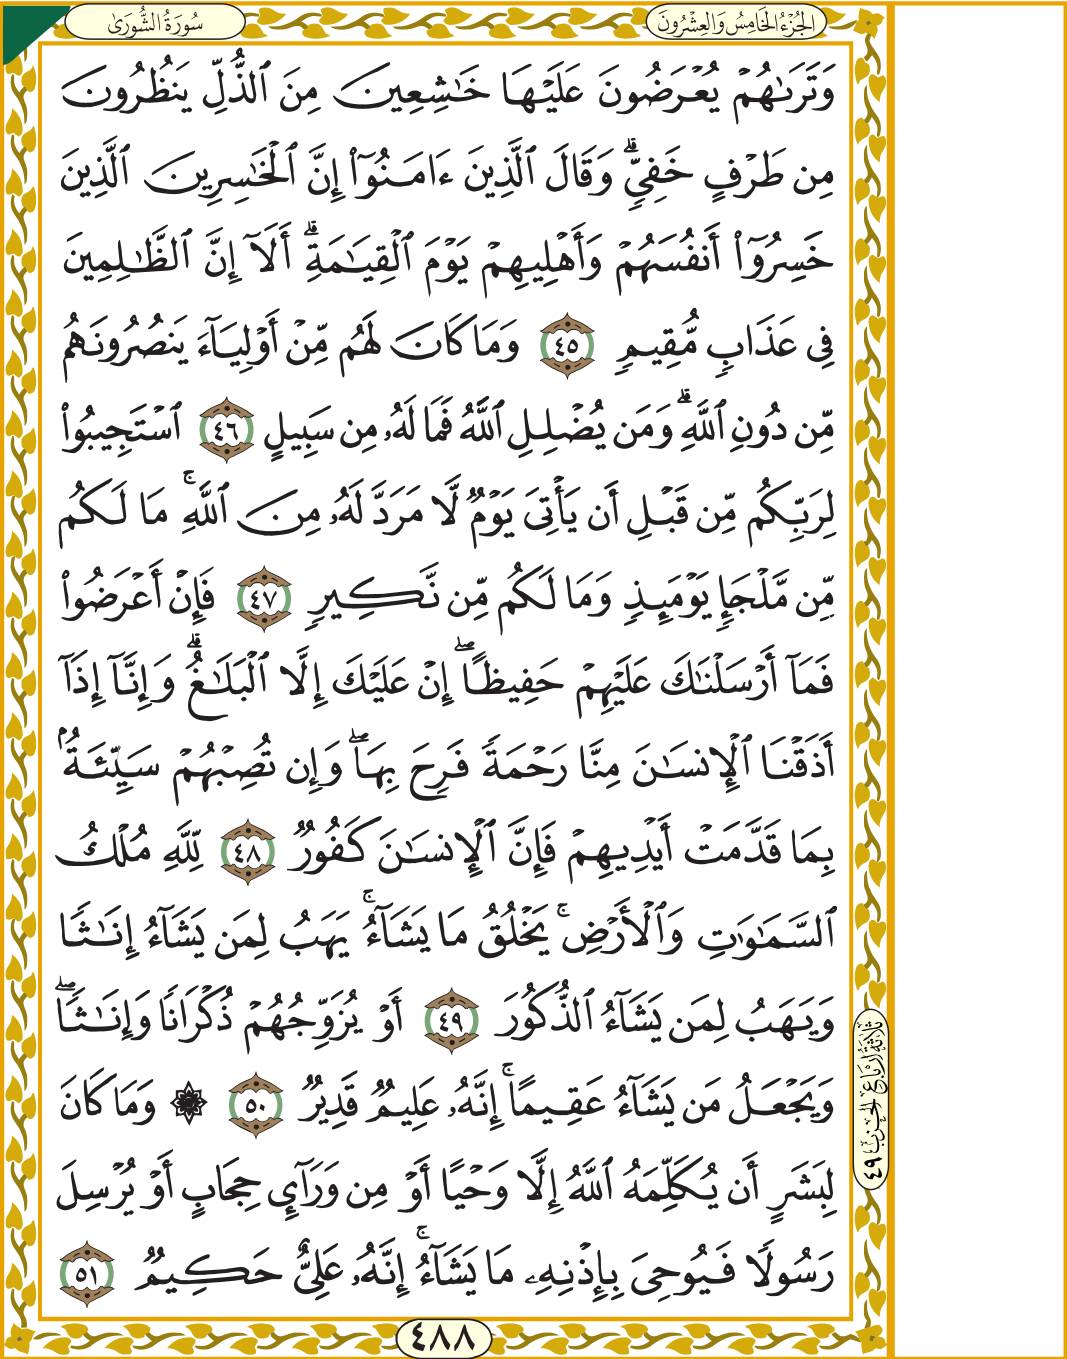 سُورَةُ الشُّورَىٰ
الجُزْءُ الخَامِسُ وَالعِشْرُونَ
وَتَرَىٰهُمۡ يُعۡرَضُونَ عَلَيۡهَا خَٰشِعِينَ مِنَ ٱلذُّلِّ يَنظُرُونَ
مِن طَرۡفٍ خَفِيّٖۗ وَقَالَ ٱلَّذِينَ ءَامَنُوٓاْ إِنَّ ٱلۡخَٰسِرِينَ ٱلَّذِينَ
خَسِرُوٓاْ أَنفُسَهُمۡ وَأَهۡلِيهِمۡ يَوۡمَ ٱلۡقِيَٰمَةِۗ أَلَآ إِنَّ ٱلظَّٰلِمِينَ
فِي عَذَابٖ مُّقِيمٖ ٤٥ وَمَا كَانَ لَهُم مِّنۡ أَوۡلِيَآءَ يَنصُرُونَهُم
مِّن دُونِ ٱللَّهِۗ وَمَن يُضۡلِلِ ٱللَّهُ فَمَا لَهُۥ مِن سَبِيلٍ ٤٦ ٱسۡتَجِيبُواْ
لِرَبِّكُم مِّن قَبۡلِ أَن يَأۡتِيَ يَوۡمٞ لَّا مَرَدَّ لَهُۥ مِنَ ٱللَّهِۚ مَا لَكُم
مِّن مَّلۡجَإٖ يَوۡمَئِذٖ وَمَا لَكُم مِّن نَّكِيرٖ ٤٧ فَإِنۡ أَعۡرَضُواْ
فَمَآ أَرۡسَلۡنَٰكَ عَلَيۡهِمۡ حَفِيظًاۖ إِنۡ عَلَيۡكَ إِلَّا ٱلۡبَلَٰغُۗ وَإِنَّآ إِذَآ
أَذَقۡنَا ٱلۡإِنسَٰنَ مِنَّا رَحۡمَةٗ فَرِحَ بِهَاۖ وَإِن تُصِبۡهُمۡ سَيِّئَةُۢ
بِمَا قَدَّمَتۡ أَيۡدِيهِمۡ فَإِنَّ ٱلۡإِنسَٰنَ كَفُورٞ ٤٨ لِّلَّهِ مُلۡكُ
ٱلسَّمَٰوَٰتِ وَٱلۡأَرۡضِۚ يَخۡلُقُ مَا يَشَآءُۚ يَهَبُ لِمَن يَشَآءُ إِنَٰثٗا
وَيَهَبُ لِمَن يَشَآءُ ٱلذُّكُورَ ٤٩ أَوۡ يُزَوِّجُهُمۡ ذُكۡرَانٗا وَإِنَٰثٗاۖ
وَيَجۡعَلُ مَن يَشَآءُ عَقِيمًاۚ إِنَّهُۥ عَلِيمٞ قَدِيرٞ ٥٠ ۞ وَمَا كَانَ
لِبَشَرٍ أَن يُكَلِّمَهُ ٱللَّهُ إِلَّا وَحۡيًا أَوۡ مِن وَرَآيِٕ حِجَابٍ أَوۡ يُرۡسِلَ
رَسُولٗا فَيُوحِيَ بِإِذۡنِهِۦ مَا يَشَآءُۚ إِنَّهُۥ عَلِيٌّ حَكِيمٞ ٥١
ثَلَاثَةُ أَرْبَاعِ الحِزْبِ ٤٩
٤٨٨